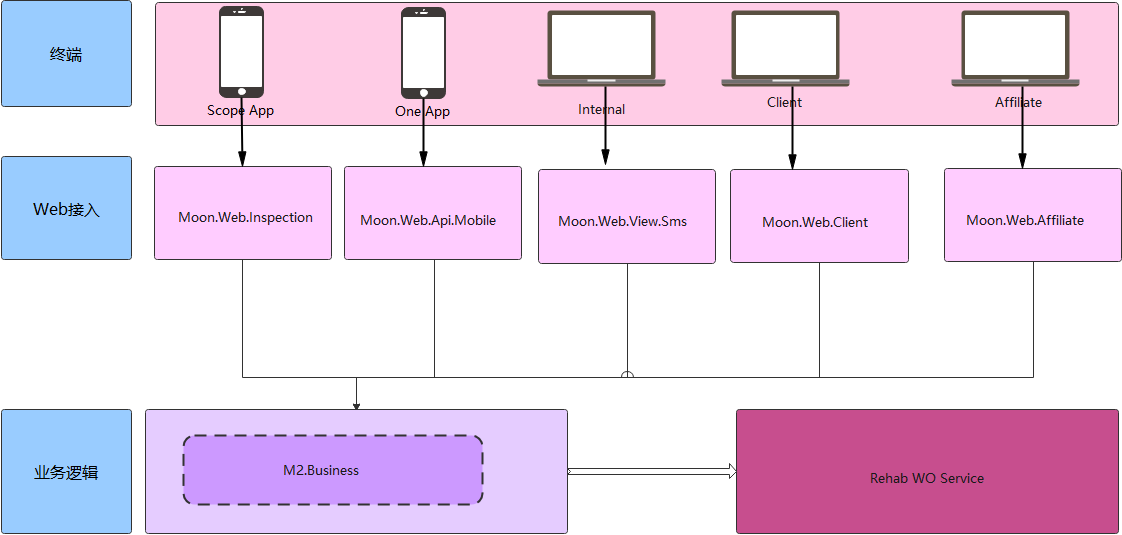 终端
Scope App
One App
Internal
Client
Affiliate
Web接入
Moon.Web.Inspection
Moon.Web.Api.Mobile
Moon.Web.View.Sms
Moon.Web.Client
Moon.Web.Affiliate
业务逻辑
M2.Business
Rehab WO Service